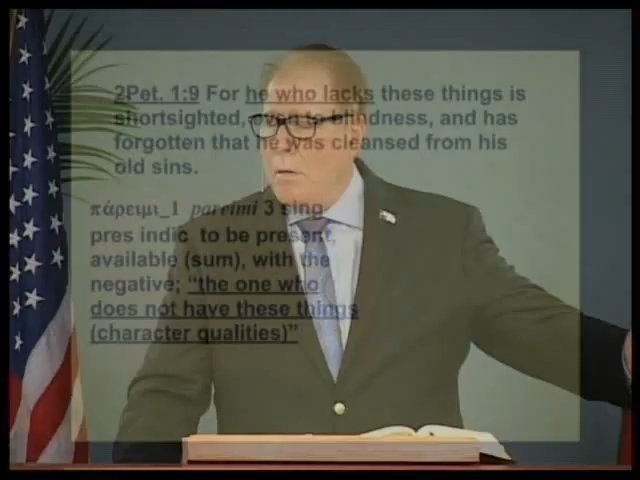 2Pet. 1:9 For he who lacks these things is
shortsighted, even to blindness, and has
forgotten that he was cleansed from his
old sins.
πάρειμι_1 pareimi 3 sing
pres indic to be present,
available (sum), with the
negative; “the one who
does not have these things
(character qualities)”